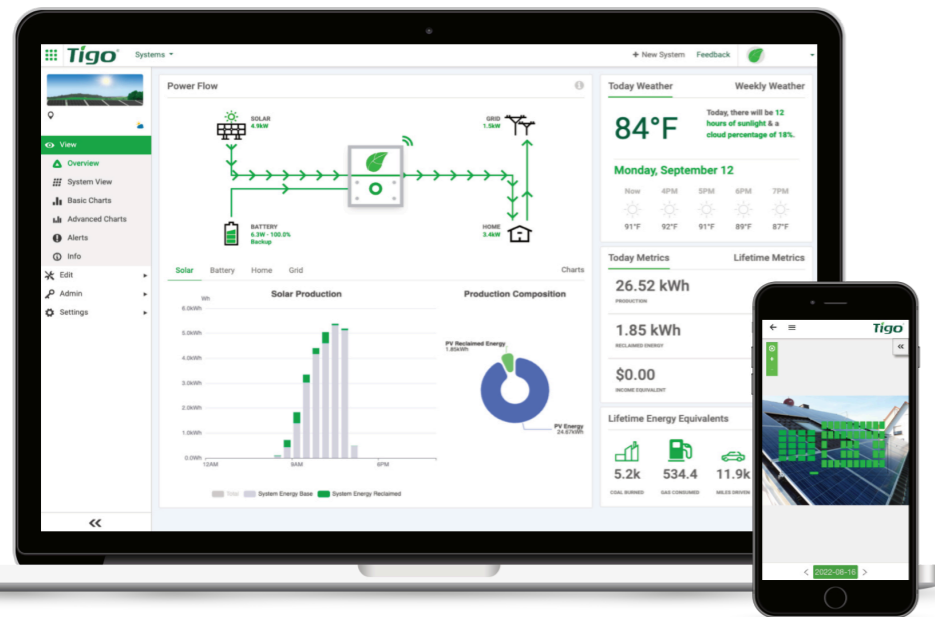 Tigo
Systems
+ New System
Feedback
View
Overview
System View
Basic Charts
Advanced Charts
Alerts
Info
Edit
Admin
Settings
«
Power Flow
SOLAR
4.9kW
GRID
1.5kW
BATTERY
6.3W - 100.0%
Backup
HOME
3.4kW
Solar
Battery
Home
Grid
Charts
Solar Production
Wh
6.0kWh
5.0kWh
4.0kWh
3.0kWh
2.0kWh
1.0kWh
0.0Wh
12AM
9AM
6PM
System Energy Base
System Energy Reclaimed
Production Composition
PV Reclaimed Energy
1.85kWh
PV Energy
24.67kWh
Today Weather
Weekly Weather
84°F
Today, there will be 12
hours of sunlight & a
cloud percentage of 18%.
Monday, September 12
Now 4PM 5PM 6PM 7PM
91°F 92°F 91°F 89°F 87°F
Today Metrics
Lifetime Metrics
26.52 kWh
PRODUCTION
1.85 kWh
RECLAIMED ENERGY
$0.00
INCOME EQUIVALENT
Lifetime Energy Equivalents
5.2k
COAL BURNED
534.4
GAS CONSUMED
11.9k
MILES DRIVEN
Tigo
«
< 2022-08-16 >